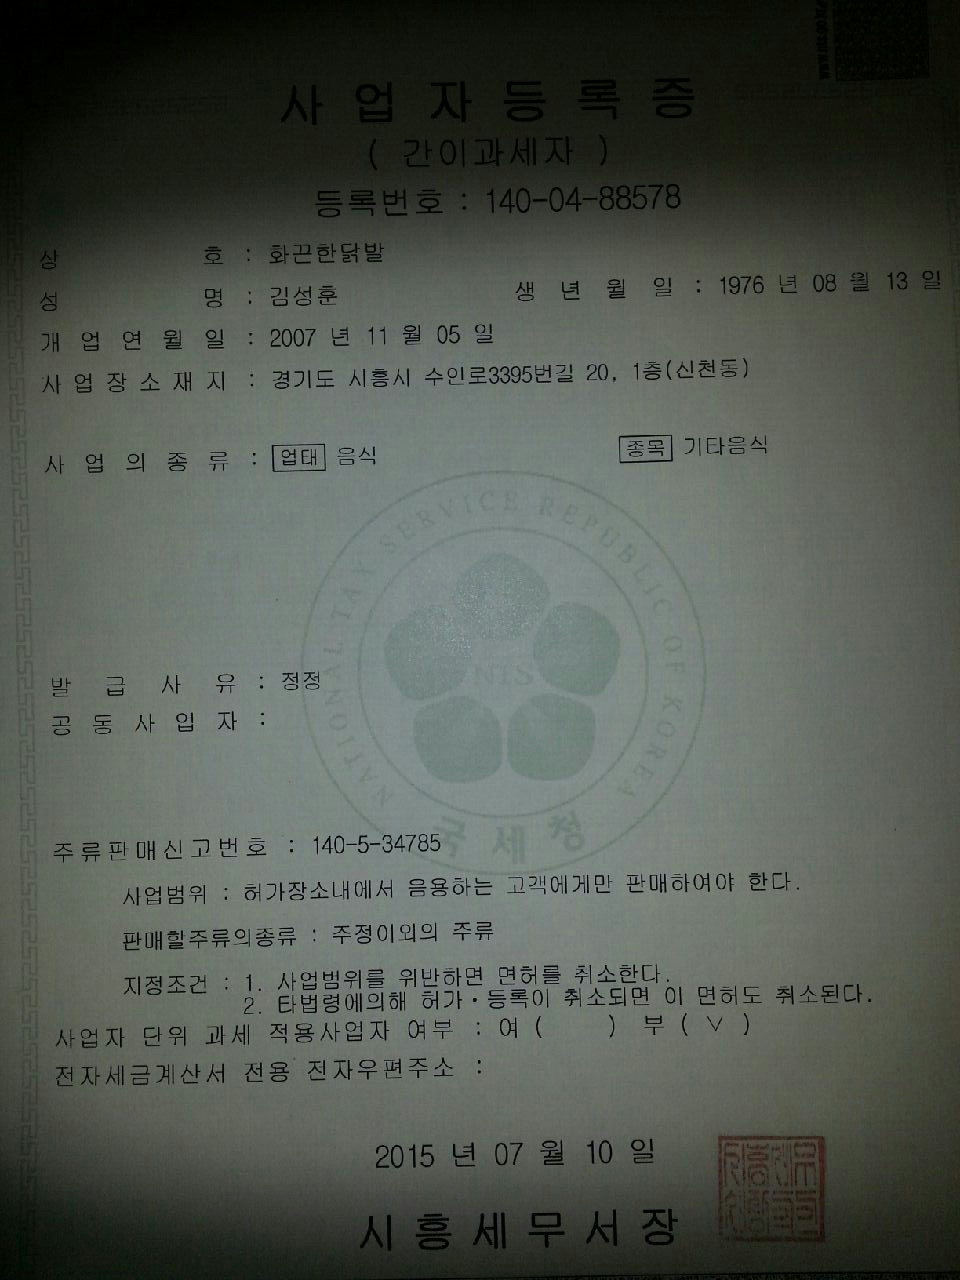 사업자등록증
( 간이과세자 )
등록번호 : 140-04-88578
상 호 : 화끈한닭발
성 명 : 김성훈 생 년 월 일 : 1976 년 08 월 13 일
개 업 연 월 일 : 2007 년 11 월 05 일
사 업 장 소 재 지 : 경기도 시흥시 수인로3395번길 20, 1층(신천동)
사 업 의 종 류 : 업태 음식 종목 기타음식
NATIONAL TAX SERVICE REPUBLIC OF KOREA
NTS
국세청
발 급 사 유 : 정정
공 동 사 업 자 :
주류판매신고번호 : 140-5-34785
사업범위 : 허가장소내에서 음용하는 고객에게만 판매하여야 한다.
판매할주류의종류 : 주정이외의 주류
지정조건 : 1. 사업범위를 위반하면 면허를 취소한다.
2. 타법령에의해 허가·등록이 취소되면 이 면허도 취소된다.
사업자 단위 과세 적용사업자 여부 : 여 ( ) 부 ( ∨ )
전자세금계산서 전용 전자우편주소 :
2015 년 07 월 10 일
시흥세무서장